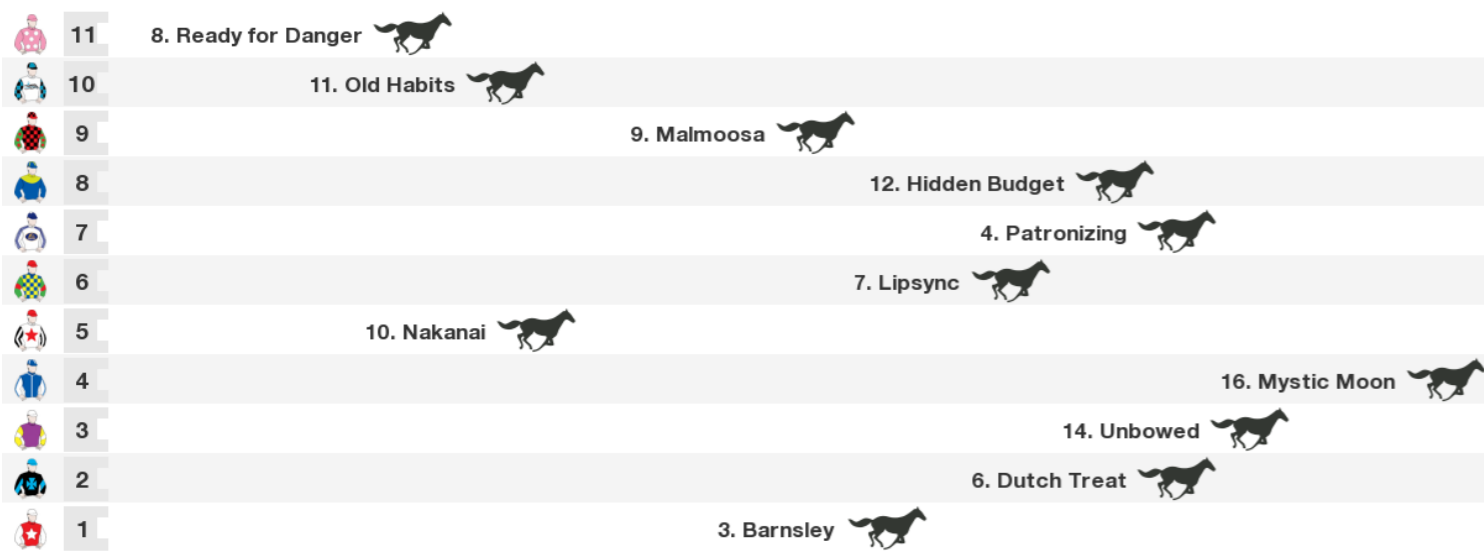 11 8. Ready for Danger
10 11. Old Habits
9 9. Malmoosa
8 12. Hidden Budget
7 4. Patronizing
6 7. Lipsync
5 10. Nakanai
4 16. Mystic Moon
3 14. Unbowed
2 6. Dutch Treat
1 3. Barnsley